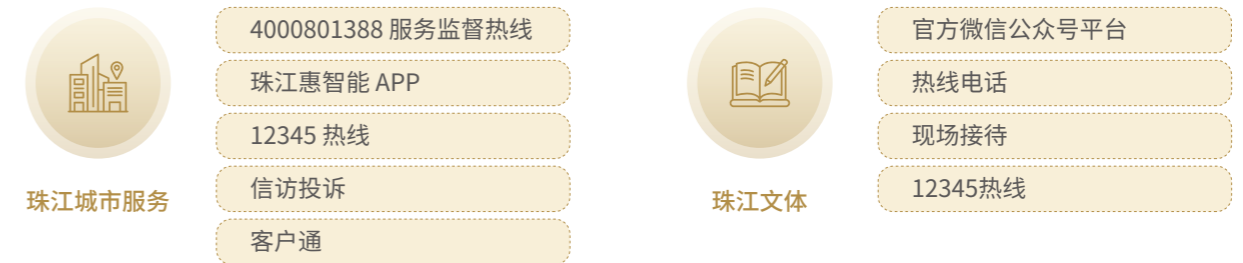 珠江城市服务
4000801388 服务监督热线
珠江惠智能 APP
12345 热线
信访投诉
客户通
珠江文体
官方微信公众号平台
热线电话
现场接待
12345热线